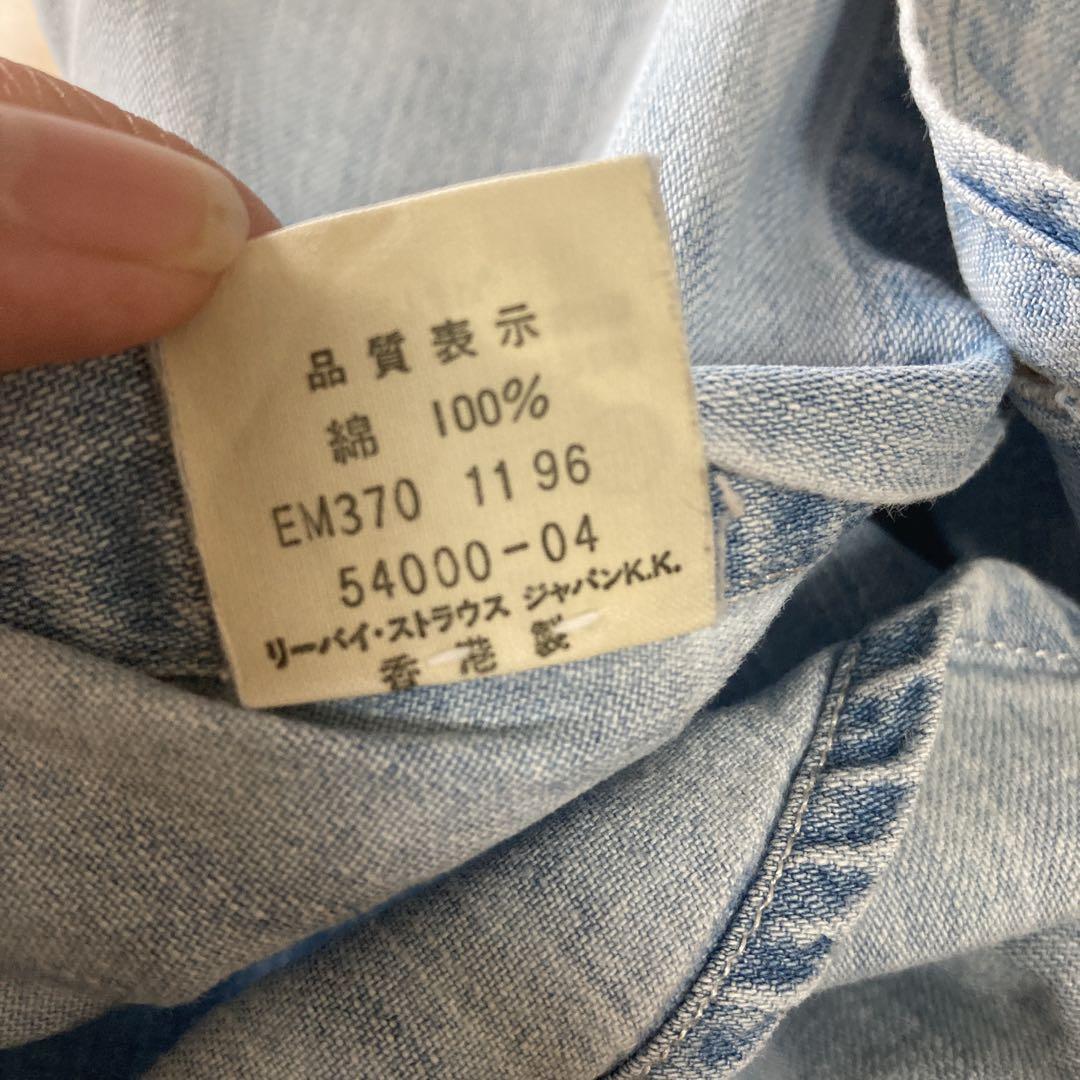 品質表示
綿 100%
EM370 11 96
54000-04
リーバイ・ストラウス ジャパンK.K.
香港製